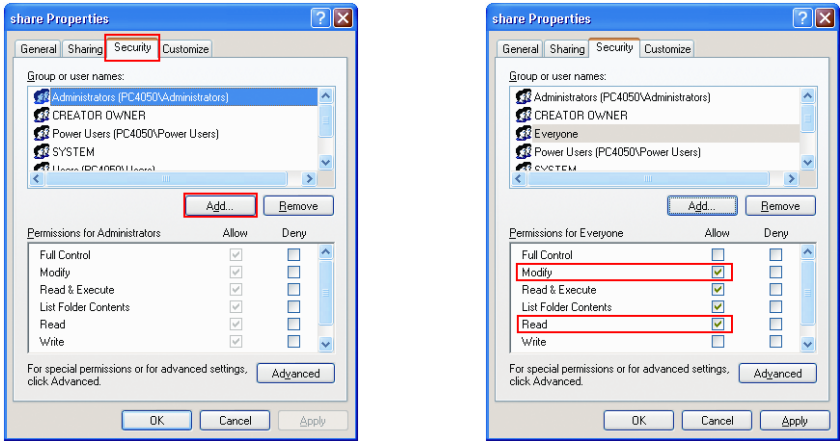 share Properties
General Sharing Security Customize
Group or user names:
Administrators (PC4050\Administrators)
CREATOR OWNER
Power Users (PC4050\Power Users)
SYSTEM
Users (PC4050\Users)
Add... Remove
Permissions for Administrators Allow Deny
Full Control
Modify
Read & Execute
List Folder Contents
Read
Write
For special permissions or for advanced settings,
click Advanced.
Advanced
OK Cancel Apply
share Properties
General Sharing Security Customize
Group or user names:
Administrators (PC4050\Administrators)
CREATOR OWNER
Everyone
Power Users (PC4050\Power Users)
SYSTEM
Add... Remove
Permissions for Everyone Allow Deny
Full Control
Modify
Read & Execute
List Folder Contents
Read
Write
For special permissions or for advanced settings,
click Advanced.
Advanced
OK Cancel Apply